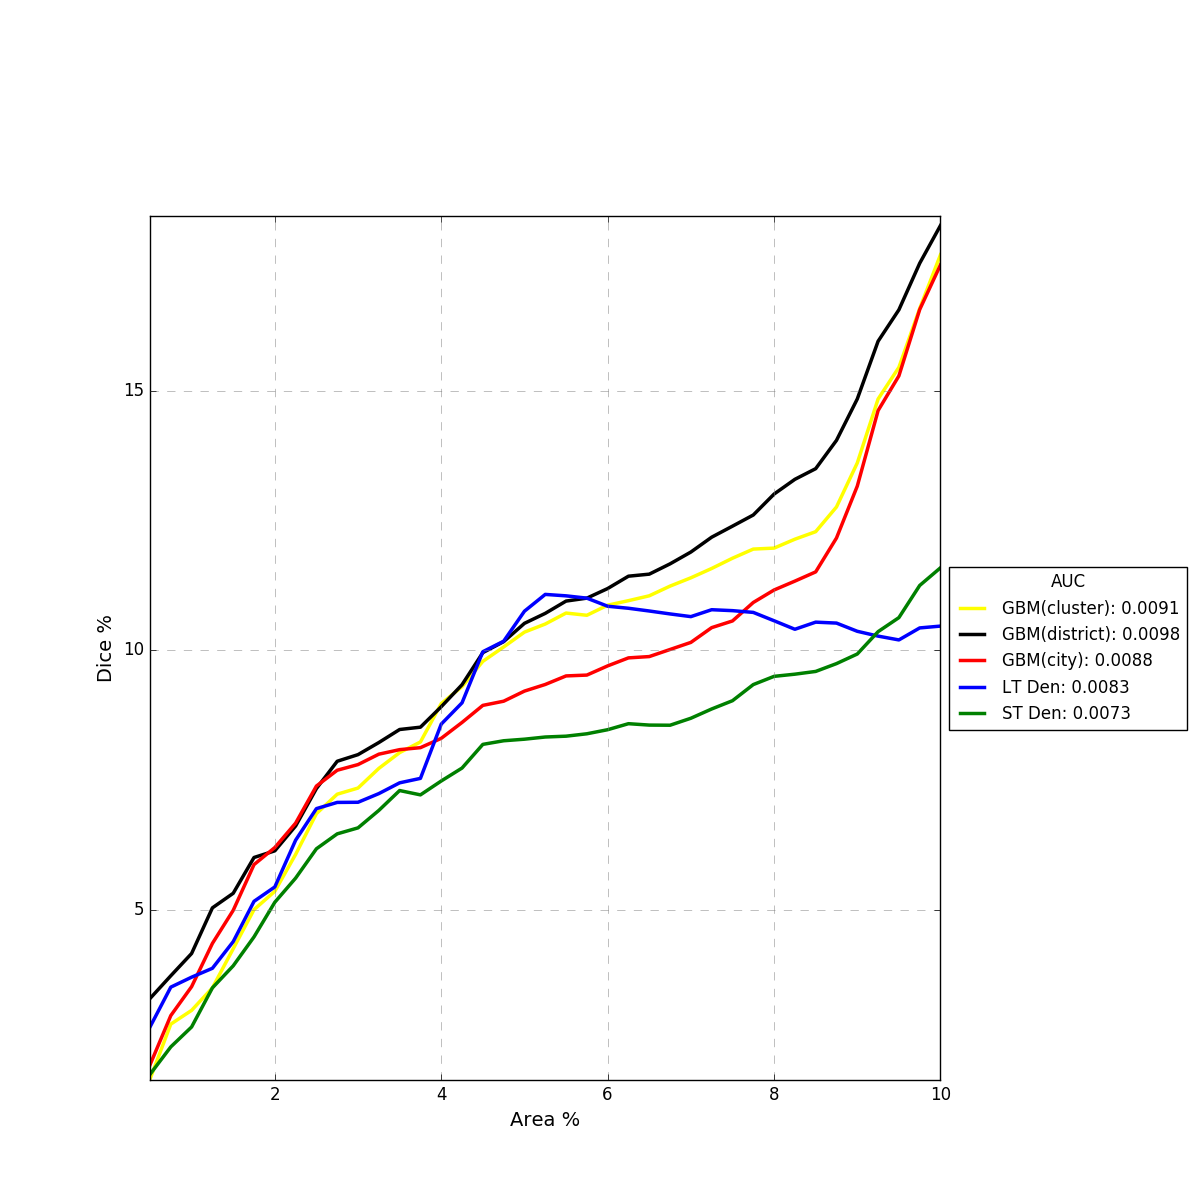 15
10
5
Dice %
2 4 6 8 10
Area %
AUC
GBM(cluster): 0.0091
GBM(district): 0.0098
GBM(city): 0.0088
LT Den: 0.0083
ST Den: 0.0073